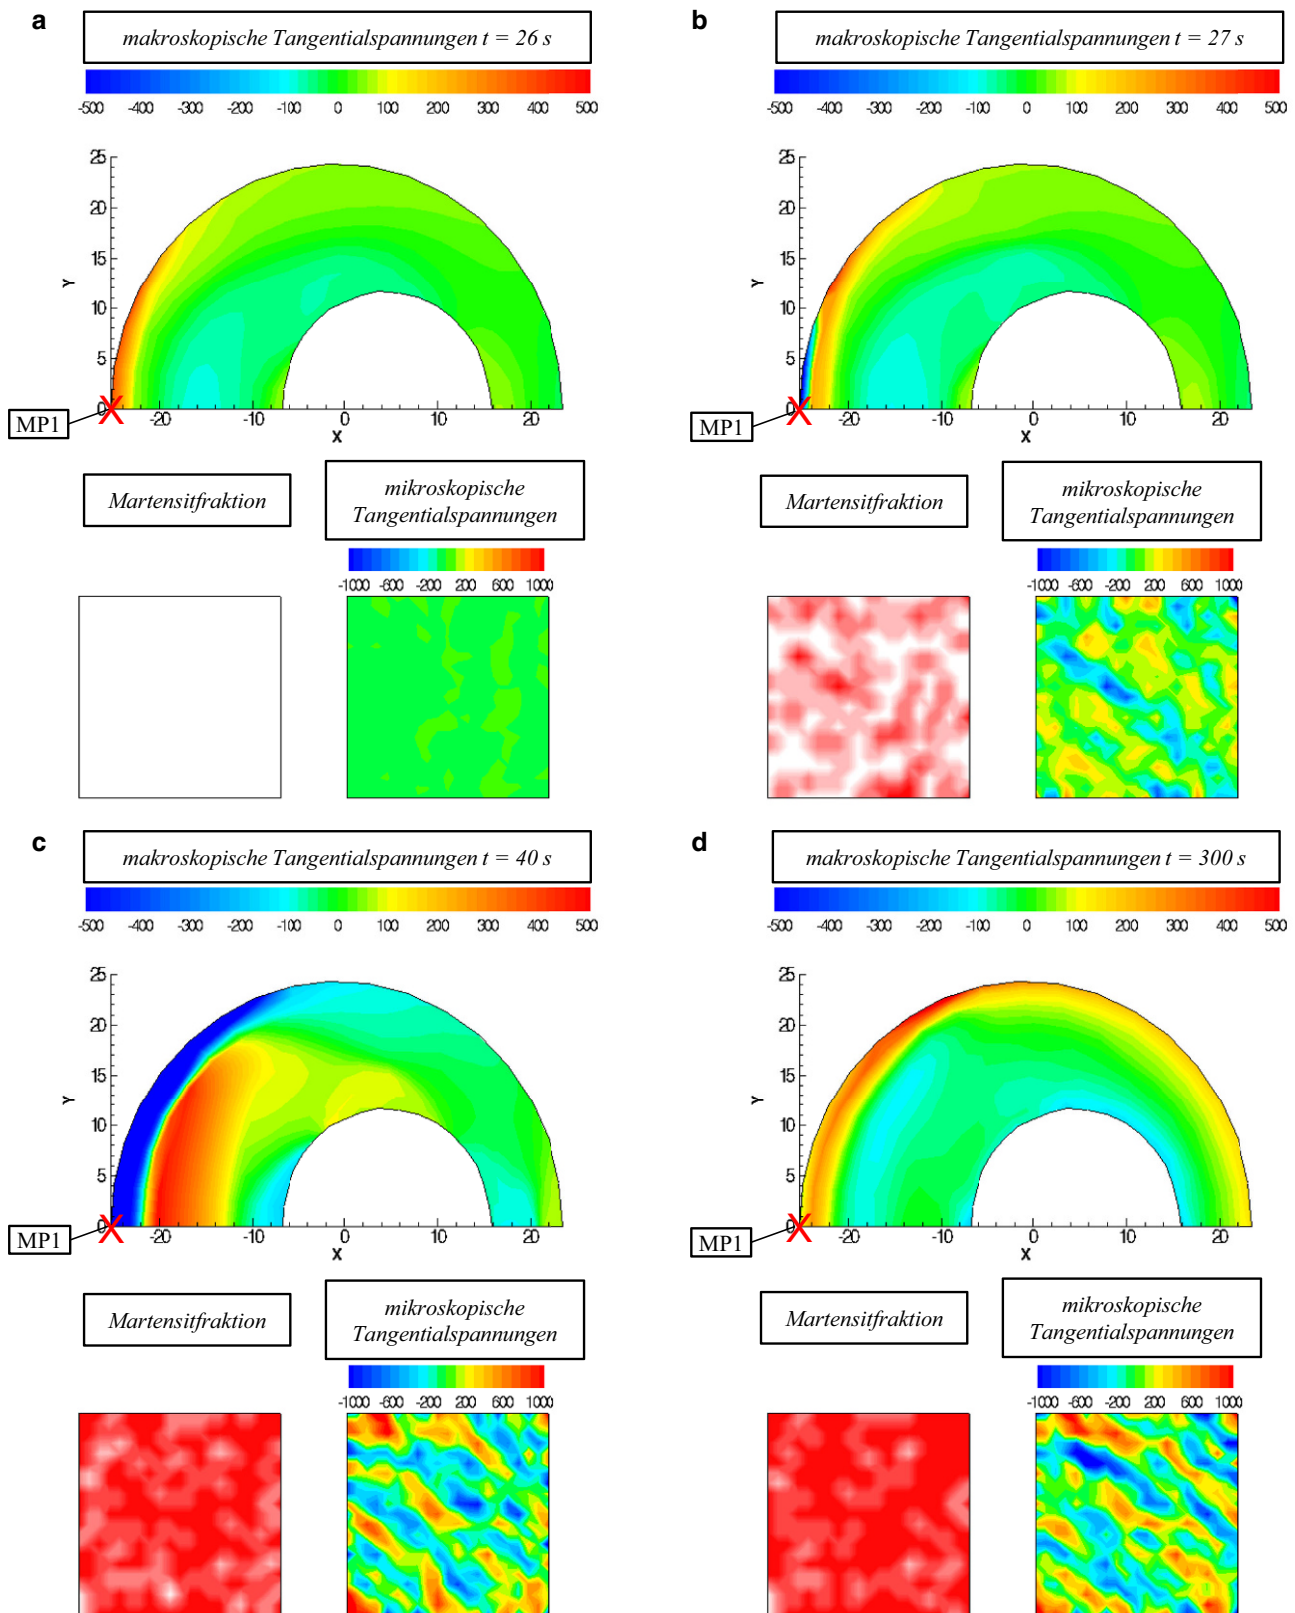 a
makroskopische Tangentialspannungen t = 26 s
-500 -400 -300 -200 -100 0 100 200 300 400 500
25
20
Y
15
10
5
0
-20 -10 0 10 20
X
MP1
Martensitfraktion
mikroskopische
Tangentialspannungen
-1000 -600 -200 200 600 1000
b
makroskopische Tangentialspannungen t = 27 s
-500 -400 -300 -200 -100 0 100 200 300 400 500
25
20
Y
15
10
5
0
-20 -10 0 10 20
X
MP1
Martensitfraktion
mikroskopische
Tangentialspannungen
-1000 -600 -200 200 600 1000
c
makroskopische Tangentialspannungen t = 40 s
-500 -400 -300 -200 -100 0 100 200 300 400 500
25
20
Y
15
10
5
0
-20 -10 0 10 20
X
MP1
Martensitfraktion
mikroskopische
Tangentialspannungen
-1000 -600 -200 200 600 1000
d
makroskopische Tangentialspannungen t = 300 s
-500 -400 -300 -200 -100 0 100 200 300 400 500
25
20
Y
15
10
5
0
-20 -10 0 10 20
X
MP1
Martensitfraktion
mikroskopische
Tangentialspannungen
-1000 -600 -200 200 600 1000